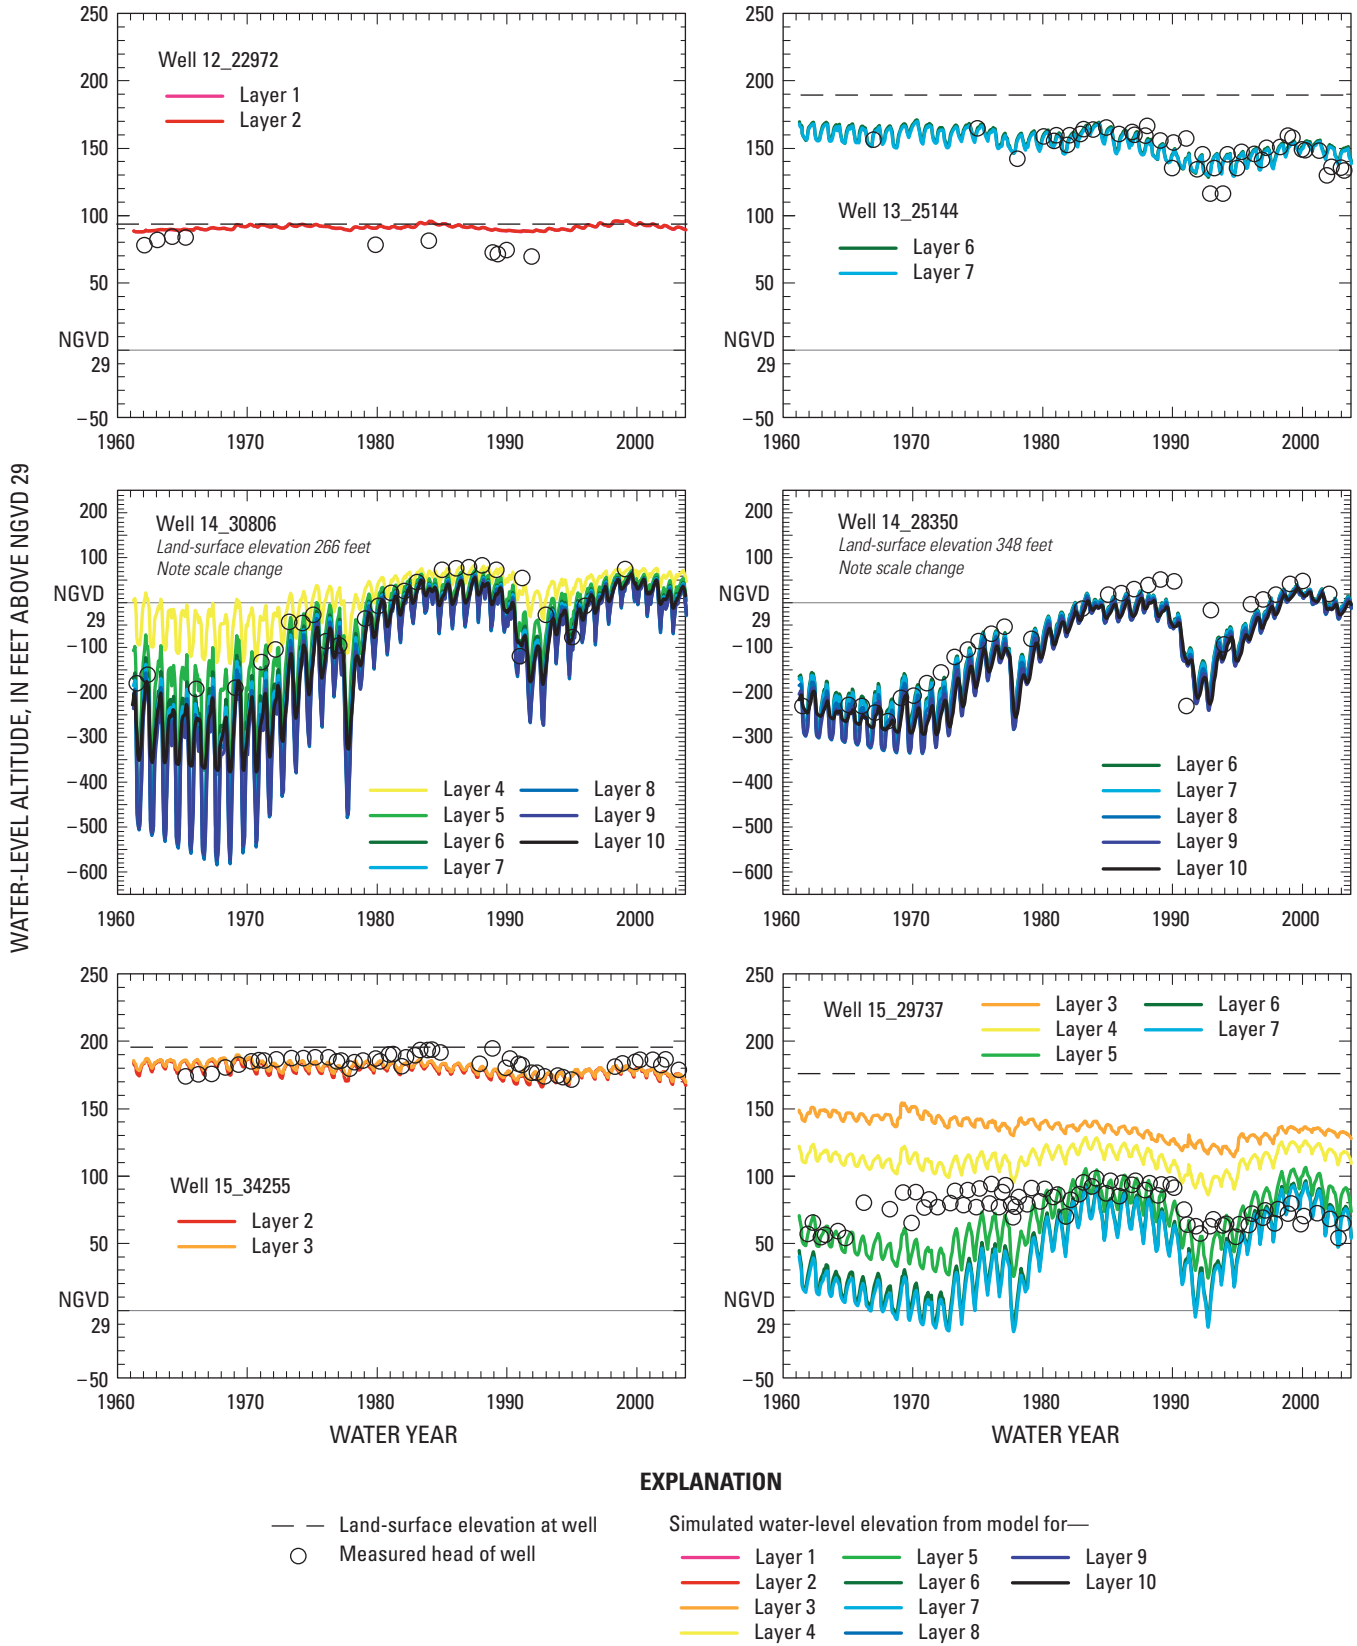 WATER-LEVEL ALTITUDE, IN FEET ABOVE NGVD 29
250
200
150
100
50
NGVD
29
−50
1960
1970
1980
1990
2000
Well 12_22972
Layer 1
Layer 2
250
200
150
100
50
NGVD
29
−50
1960
1970
1980
1990
2000
Well 13_25144
Layer 6
Layer 7
200
100
NGVD
29
−100
−200
−300
−400
−500
−600
1960
1970
1980
1990
2000
Well 14_30806
Land-surface elevation 266 feet
Note scale change
Layer 4
Layer 5
Layer 6
Layer 7
Layer 8
Layer 9
Layer 10
200
100
NGVD
29
−100
−200
−300
−400
−500
−600
1960
1970
1980
1990
2000
Well 14_28350
Land-surface elevation 348 feet
Note scale change
Layer 6
Layer 7
Layer 8
Layer 9
Layer 10
250
200
150
100
50
NGVD
29
−50
1960
1970
1980
1990
2000
WATER YEAR
Well 15_34255
Layer 2
Layer 3
250
200
150
100
50
NGVD
29
−50
1960
1970
1980
1990
2000
WATER YEAR
Well 15_29737
Layer 3
Layer 4
Layer 5
Layer 6
Layer 7
EXPLANATION
Land-surface elevation at well
Measured head of well
Simulated water-level elevation from model for—
Layer 1
Layer 2
Layer 3
Layer 4
Layer 5
Layer 6
Layer 7
Layer 8
Layer 9
Layer 10